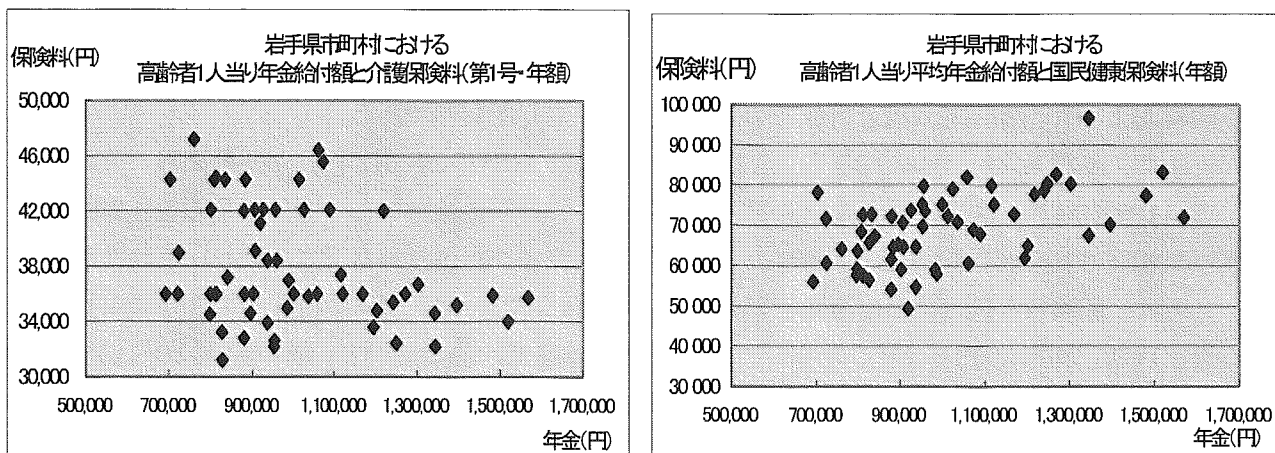 岩手県市町村における
保険料(円)
高齢者1人当り年金給付額と介護保険料(第1号・年額)
50,000
46,000
42,000
38,000
34,000
30,000
500,000 700,000 900,000 1,100,000 1,300,000 1,500,000 1,700,000
年金(円)
岩手県市町村における
保険料(円)
高齢者1人当り平均年金給付額と国民健康保険料(年額)
100 000
90 000
80 000
70 000
60 000
50 000
40 000
30 000
500,000 700,000 900,000 1,100,000 1,300,000 1,500,000 1,700,000
年金(円)